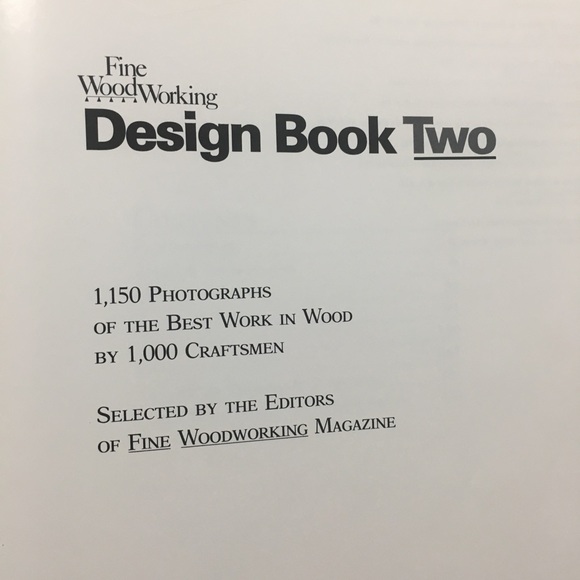 Fine
WoodWorking
Design Book Two
1,150 Photographs
of the Best Work in Wood
by 1,000 Craftsmen
Selected by the Editors
of Fine Woodworking Magazine